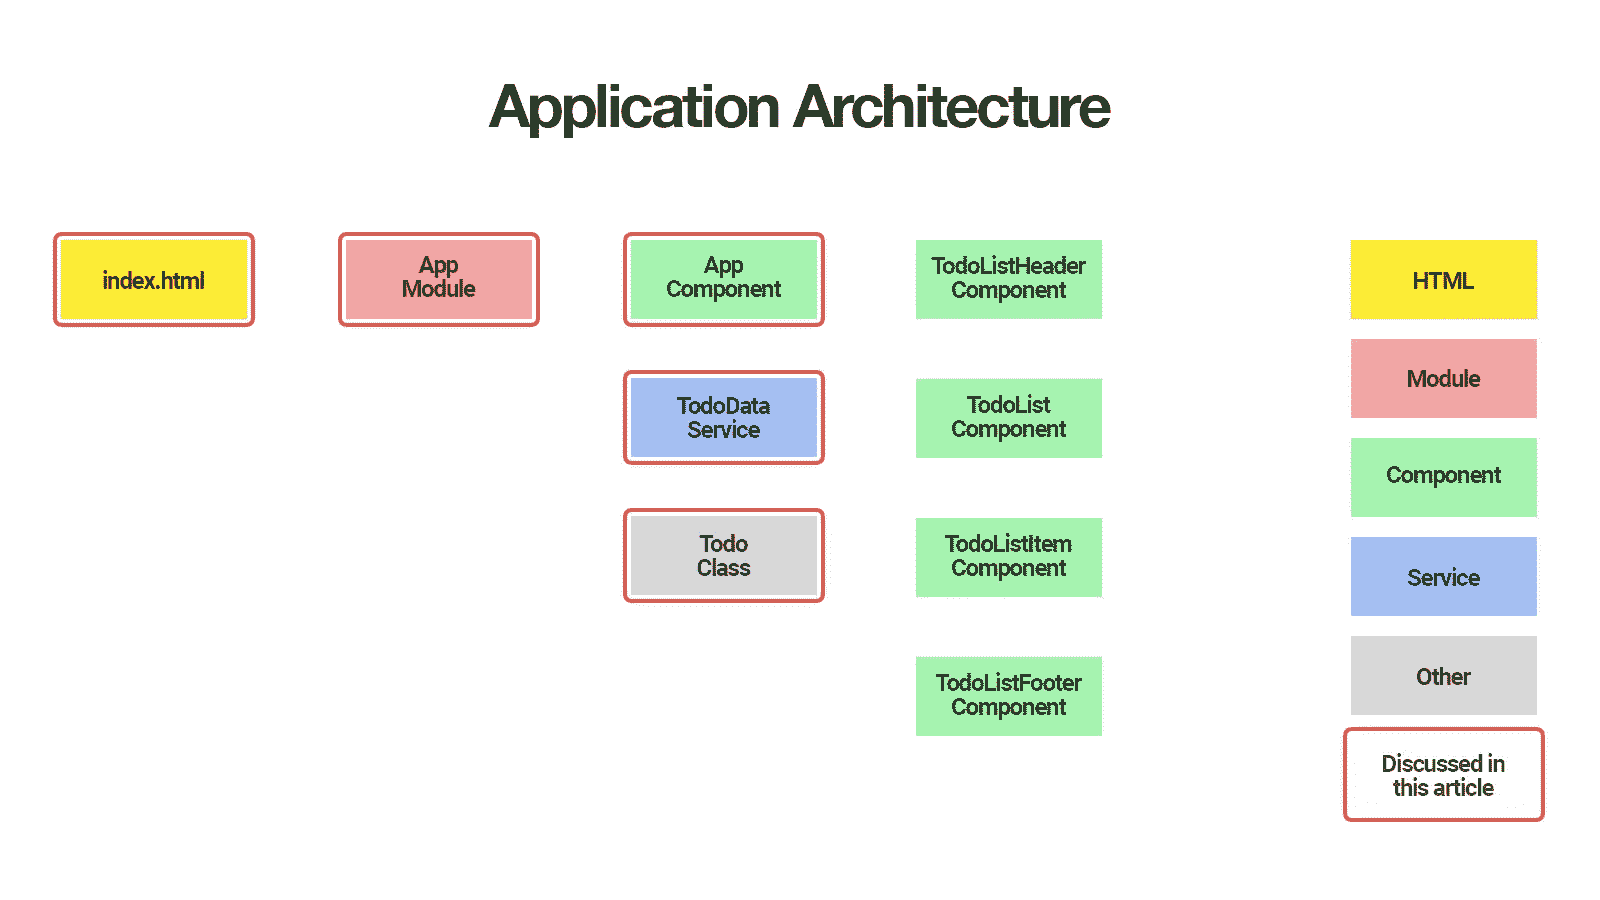 Application Architecture
index.html
App
Module
App
Component
TodoData
Service
Todo
Class
TodoListHeader
Component
TodoList
Component
TodoListItem
Component
TodoListFooter
Component
HTML
Module
Component
Service
Other
Discussed in
this article